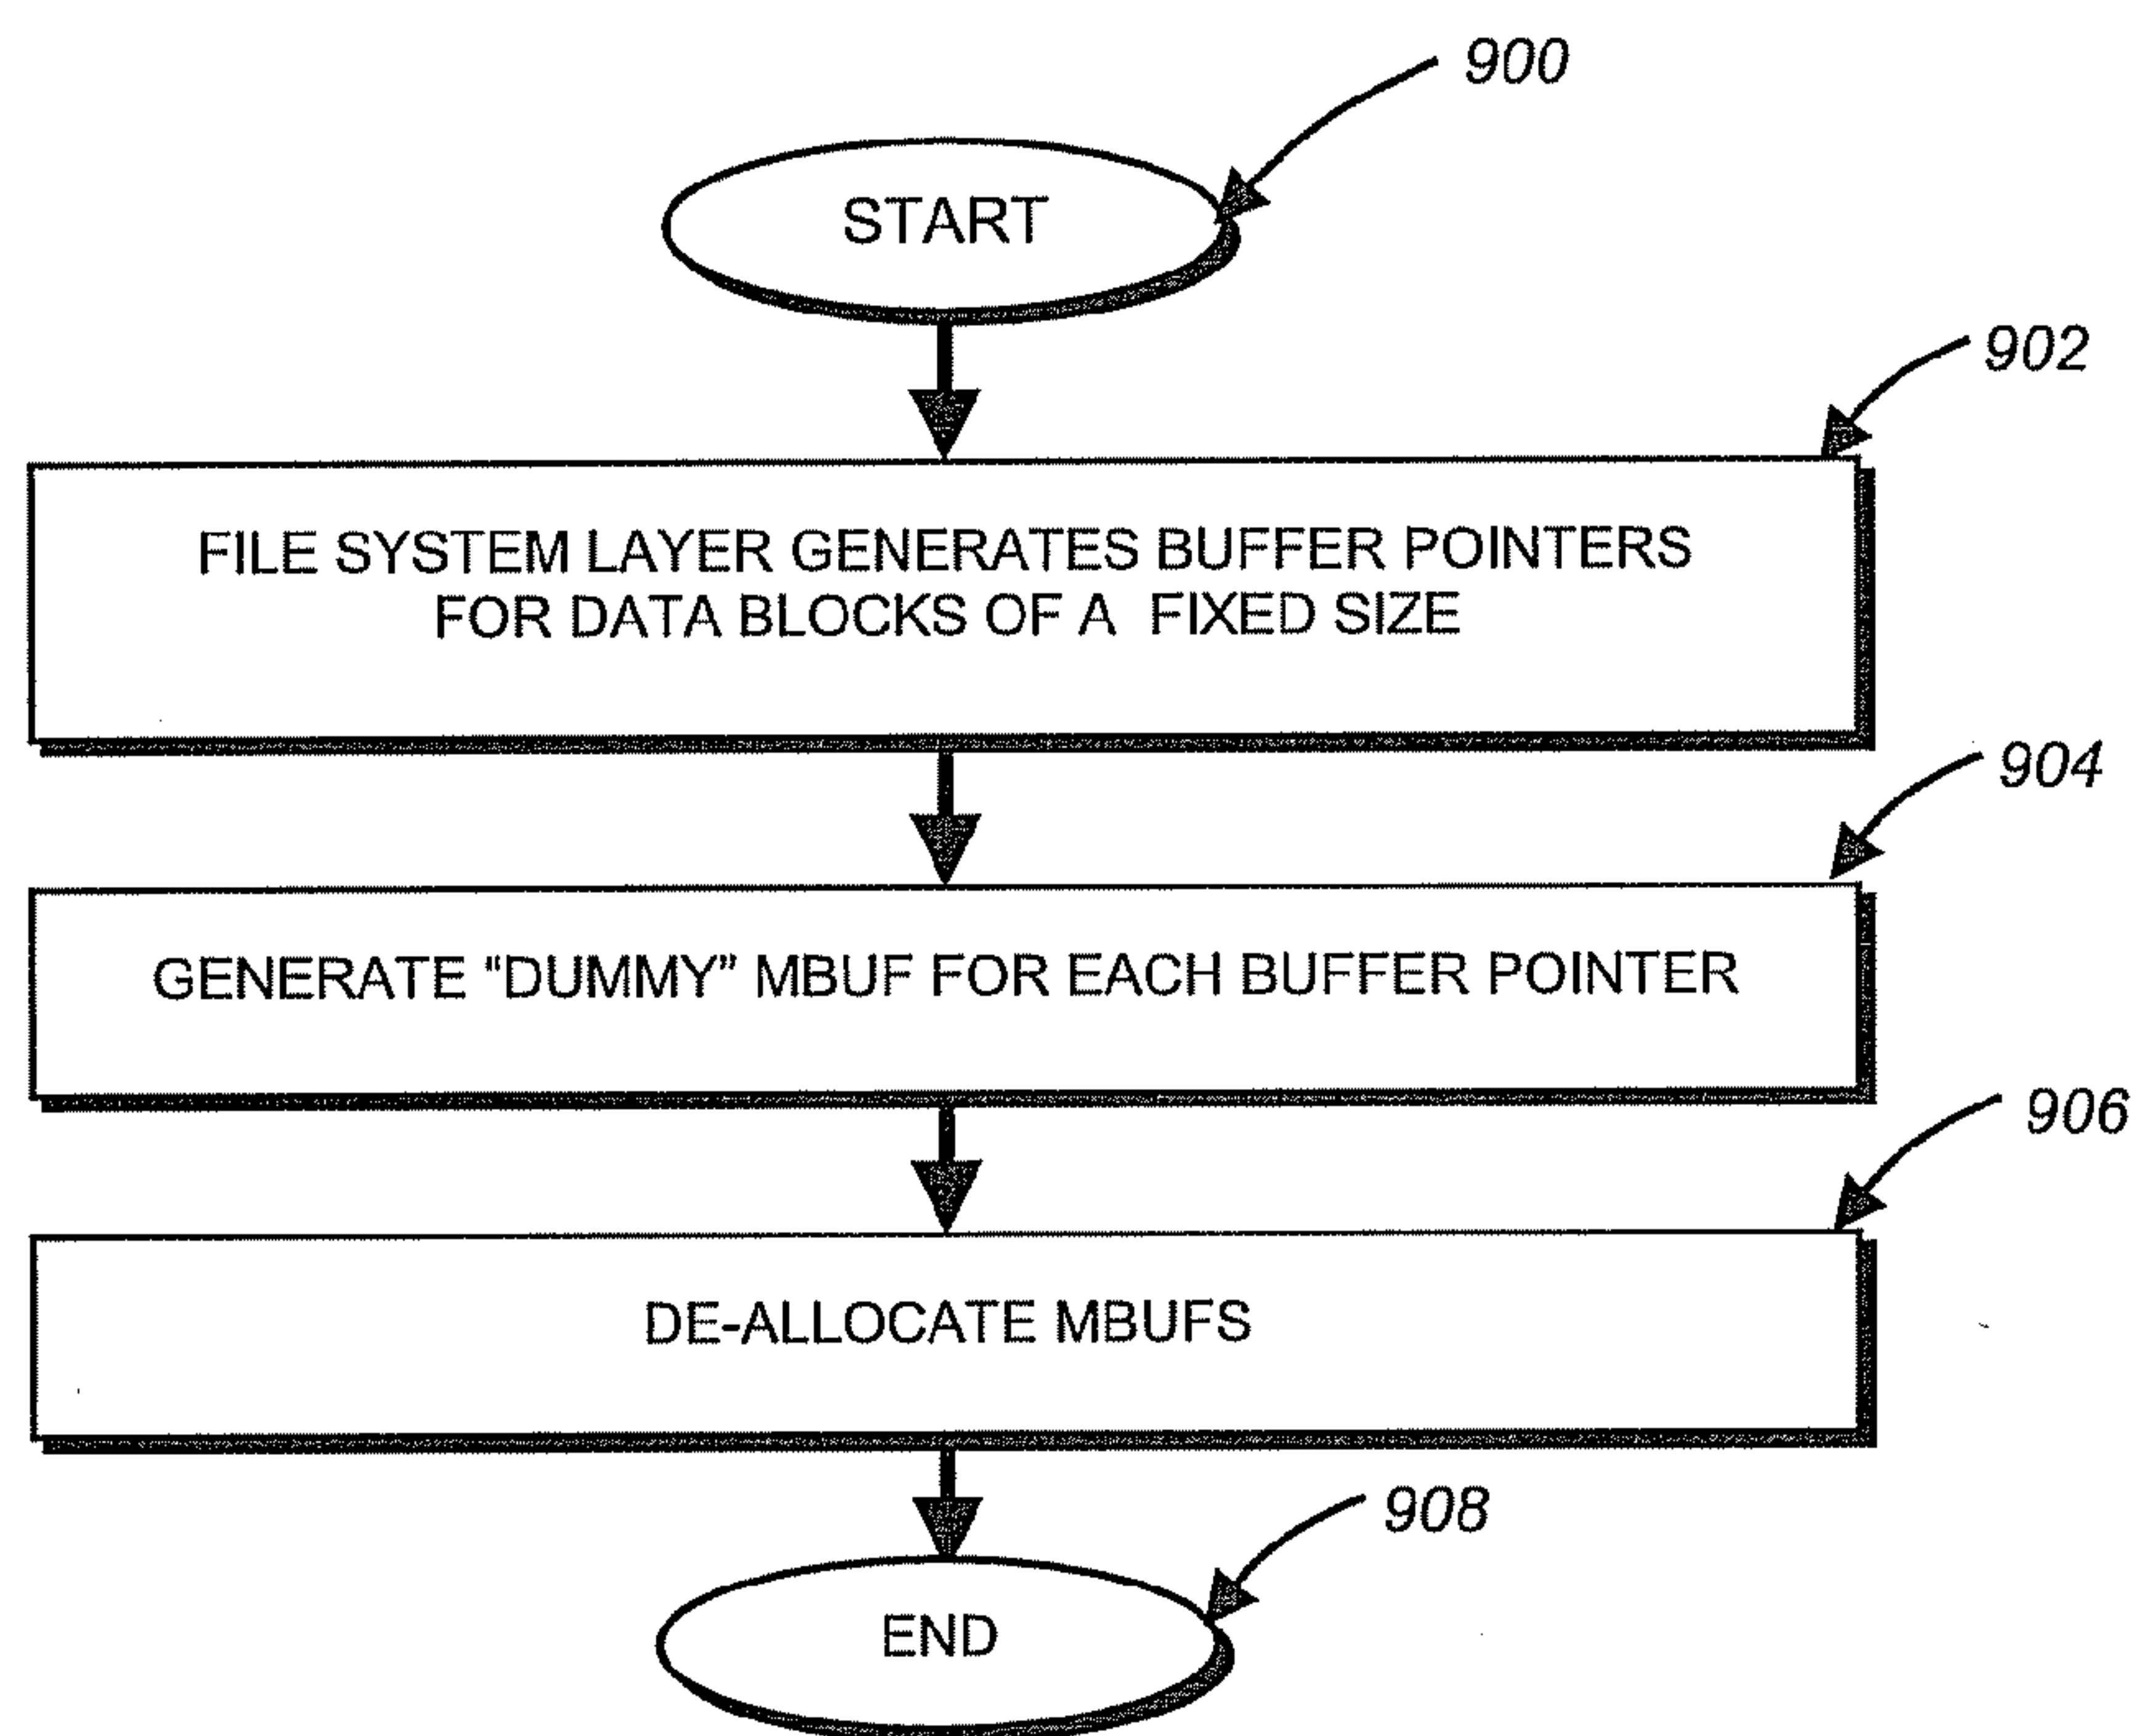 900
START
902
FILE SYSTEM LAYER GENERATES BUFFER POINTERS
FOR DATA BLOCKS OF A FIXED SIZE
904
GENERATE “DUMMY” MBUF FOR EACH BUFFER POINTER
906
DE-ALLOCATE MBUFS
908
END